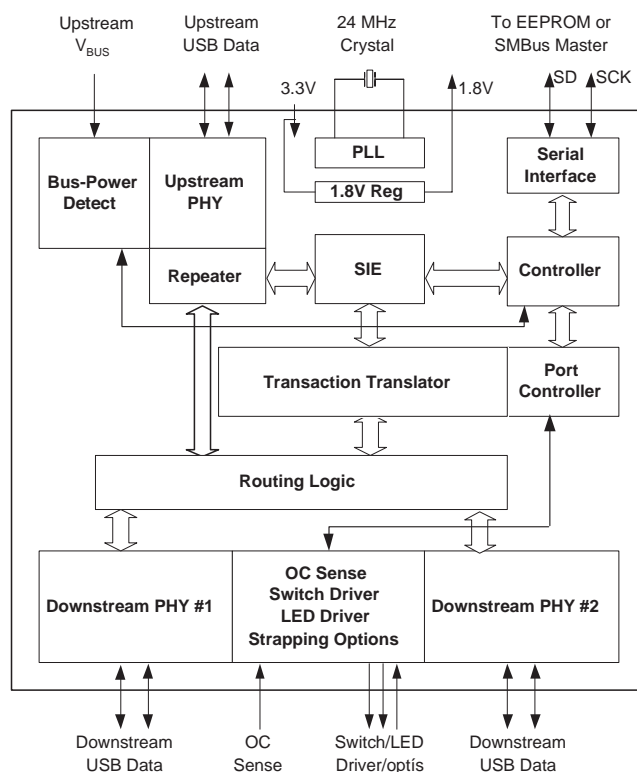 Upstream
VBUS
Upstream
USB Data
24 MHz
Crystal
To EEPROM or
SMBus Master
3.3V
1.8V
SD
SCK
Bus-Power
Detect
Upstream
PHY
PLL
1.8V Reg
Serial
Interface
Repeater
SIE
Controller
Transaction Translator
Port
Controller
Routing Logic
Downstream PHY #1
OC Sense
Switch Driver
LED Driver
Strapping Options
Downstream PHY #2
Downstream
USB Data
OC
Sense
Switch/LED
Driver/optís
Downstream
USB Data